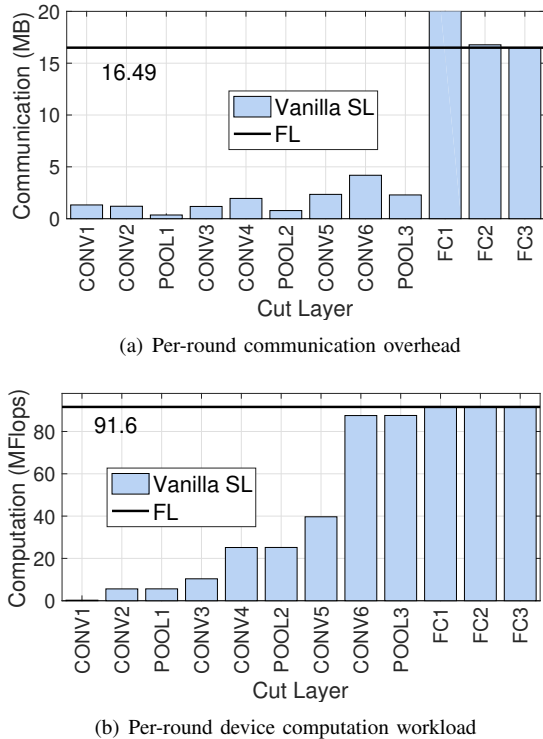 Communication (MB)
20
15
10
5
0
16.49
Vanilla SL
FL
CONV1
CONV2
POOL1
CONV3
CONV4
POOL2
CONV5
CONV6
POOL3
FC1
FC2
FC3
Cut Layer
(a) Per-round communication overhead
Computation (MFlops)
80
60
40
20
0
91.6
Vanilla SL
FL
CONV1
CONV2
POOL1
CONV3
CONV4
POOL2
CONV5
CONV6
POOL3
FC1
FC2
FC3
Cut Layer
(b) Per-round device computation workload